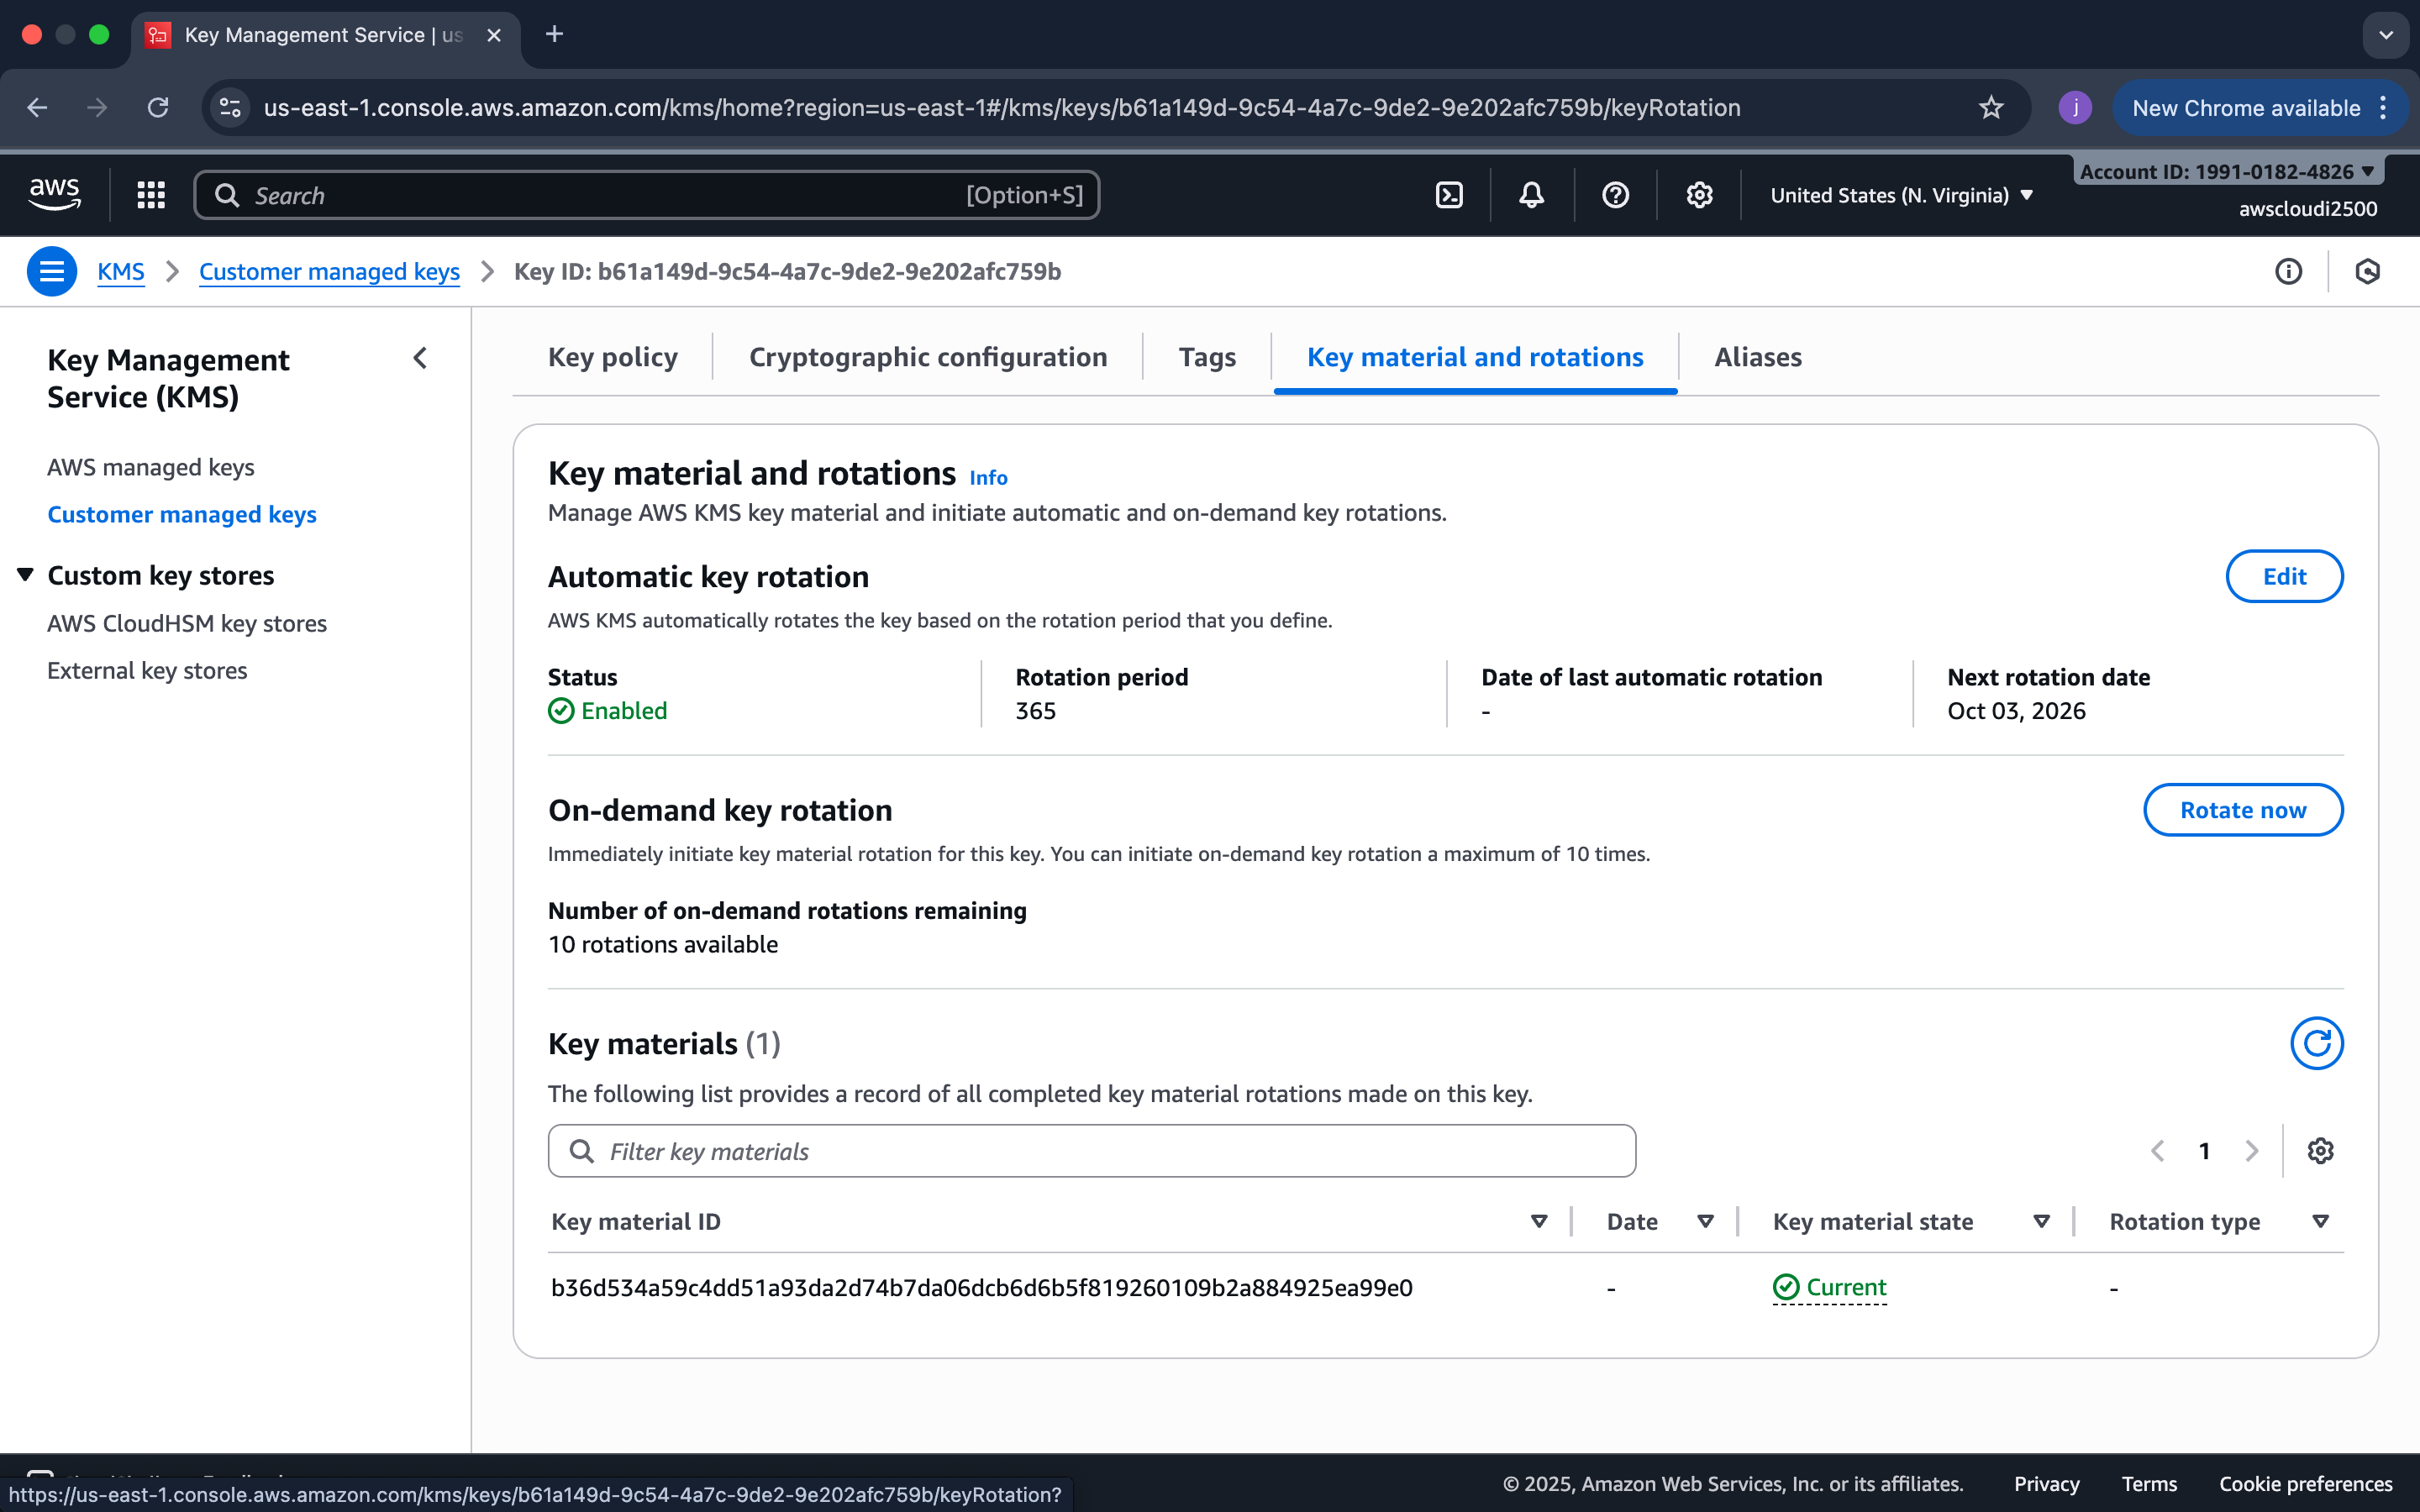 Key Management Service | us
us-east-1.console.aws.amazon.com/kms/home?region=us-east-1#/kms/keys/b61a149d-9c54-4a7c-9de2-9e202afc759b/keyRotation
j
New Chrome available
aws
Search
[Option+S]
United States (N. Virginia)
Account ID: 1991-0182-4826
awscloudi2500
KMS
Customer managed keys
Key ID: b61a149d-9c54-4a7c-9de2-9e202afc759b
Key Management
Service (KMS)
AWS managed keys
Customer managed keys
Custom key stores
AWS CloudHSM key stores
External key stores
Key policy
Cryptographic configuration
Tags
Key material and rotations
Aliases
Key material and rotations Info
Manage AWS KMS key material and initiate automatic and on-demand key rotations.
Automatic key rotation
Edit
AWS KMS automatically rotates the key based on the rotation period that you define.
Status
Enabled
Rotation period
365
Date of last automatic rotation
-
Next rotation date
Oct 03, 2026
On-demand key rotation
Rotate now
Immediately initiate key material rotation for this key. You can initiate on-demand key rotation a maximum of 10 times.
Number of on-demand rotations remaining
10 rotations available
Key materials (1)
The following list provides a record of all completed key material rotations made on this key.
Filter key materials
1
Key material ID
Date
Key material state
Rotation type
b36d534a59c4dd51a93da2d74b7da06dcb6d6b5f819260109b2a884925ea99e0
-
Current
-
© 2025, Amazon Web Services, Inc. or its affiliates.
Privacy
Terms
Cookie preferences
https://us-east-1.console.aws.amazon.com/kms/keys/b61a149d-9c54-4a7c-9de2-9e202afc759b/keyRotation?